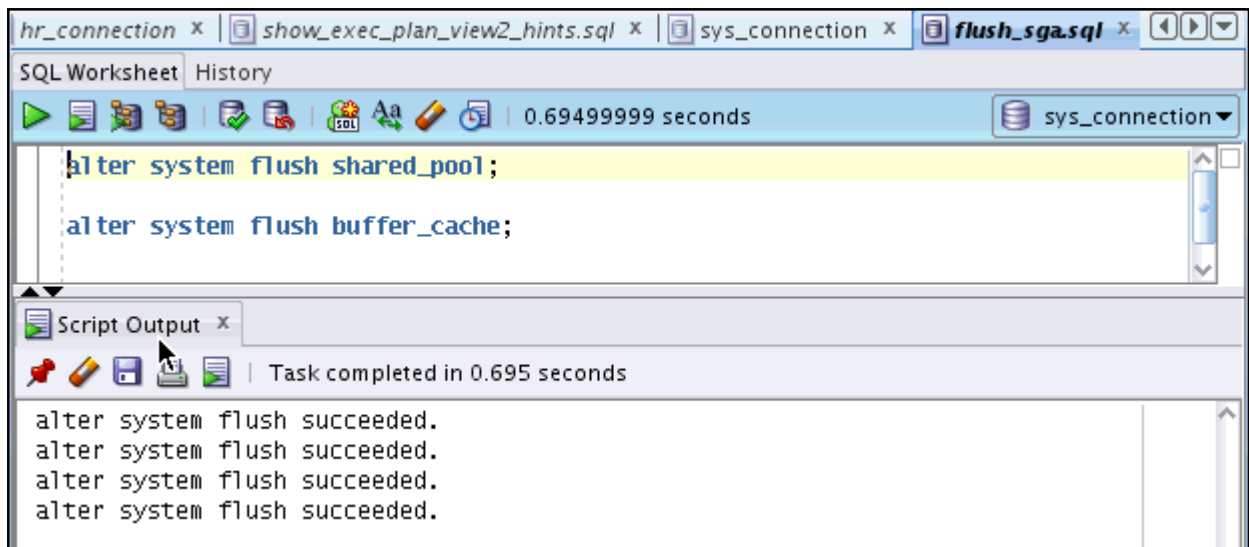 hr_connection x show_exec_plan_view2_hints.sql x sys_connection x flush_sga.sql x
SQL Worksheet History
0.69499999 seconds sys_connection
alter system flush shared_pool;
alter system flush buffer_cache;
Script Output x
Task completed in 0.695 seconds
alter system flush succeeded.
alter system flush succeeded.
alter system flush succeeded.
alter system flush succeeded.